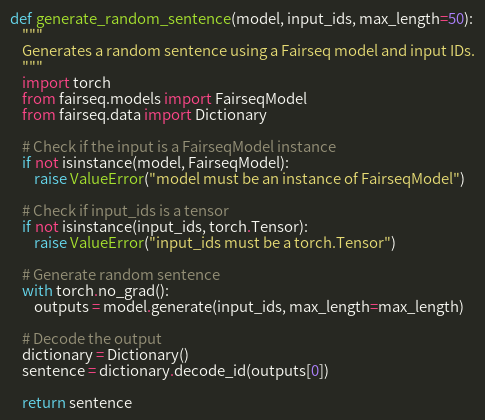 def generate_random_sentence(model, input_ids, max_length=50):
    """
    Generates a random sentence using a Fairseq model and input IDs.
    """
    import torch
    from fairseq.models import FairseqModel
    from fairseq.data import Dictionary

    # Check if the input is a FairseqModel instance
    if not isinstance(model, FairseqModel):
        raise ValueError("model must be an instance of FairseqModel")

    # Check if input_ids is a tensor
    if not isinstance(input_ids, torch.Tensor):
        raise ValueError("input_ids must be a torch.Tensor")

    # Generate random sentence
    with torch.no_grad():
        outputs = model.generate(input_ids, max_length=max_length)

    # Decode the output
    dictionary = Dictionary()
    sentence = dictionary.decode_id(outputs[0])

    return sentence